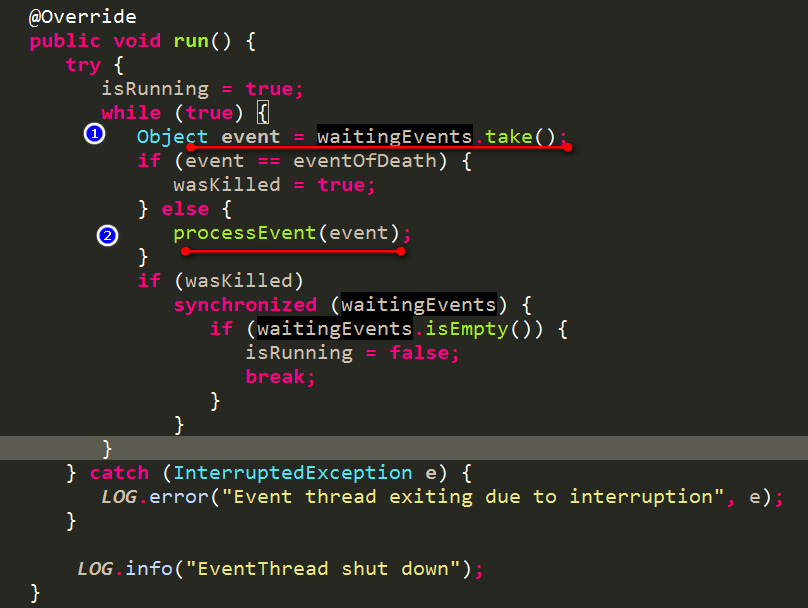 @Override
public void run() {
try {
isRunning = true;
while (true) {
1 Object event = waitingEvents.take();
if (event == eventOfDeath) {
wasKilled = true;
} else {
2 processEvent(event);
}
if (wasKilled)
synchronized (waitingEvents) {
if (waitingEvents.isEmpty()) {
isRunning = false;
break;
}
}
}
} catch (InterruptedException e) {
LOG.error("Event thread exiting due to interruption", e);
}
LOG.info("EventThread shut down");
}